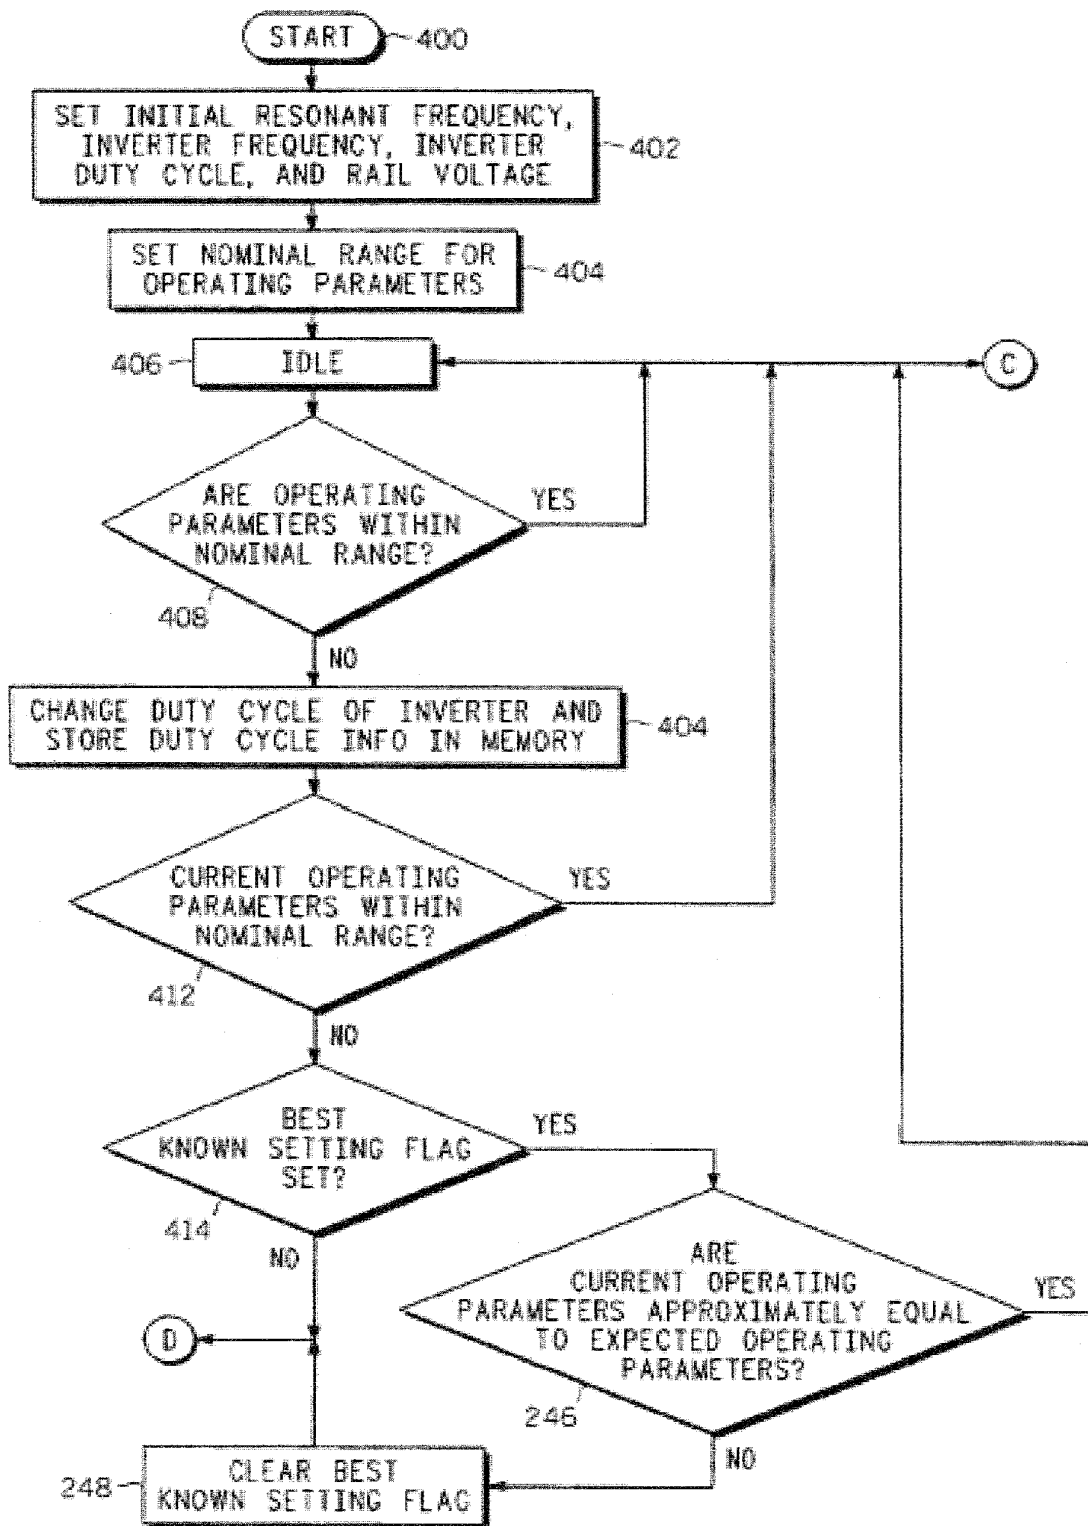 START
400
SET INITIAL RESONANT FREQUENCY,
INVERTER FREQUENCY, INVERTER
DUTY CYCLE, AND RAIL VOLTAGE
402
SET NOMINAL RANGE FOR
OPERATING PARAMETERS
404
406
IDLE
C
ARE OPERATING
PARAMETERS WITHIN
NOMINAL RANGE?
YES
408
NO
CHANGE DUTY CYCLE OF INVERTER AND
STORE DUTY CYCLE INFO IN MEMORY
404
CURRENT OPERATING
PARAMETERS WITHIN
NOMINAL RANGE?
YES
412
NO
BEST
KNOWN SETTING FLAG
SET?
YES
414
NO
ARE
CURRENT OPERATING
PARAMETERS APPROXIMATELY EQUAL
TO EXPECTED OPERATING
PARAMETERS?
YES
D
246
NO
248
CLEAR BEST
KNOWN SETTING FLAG